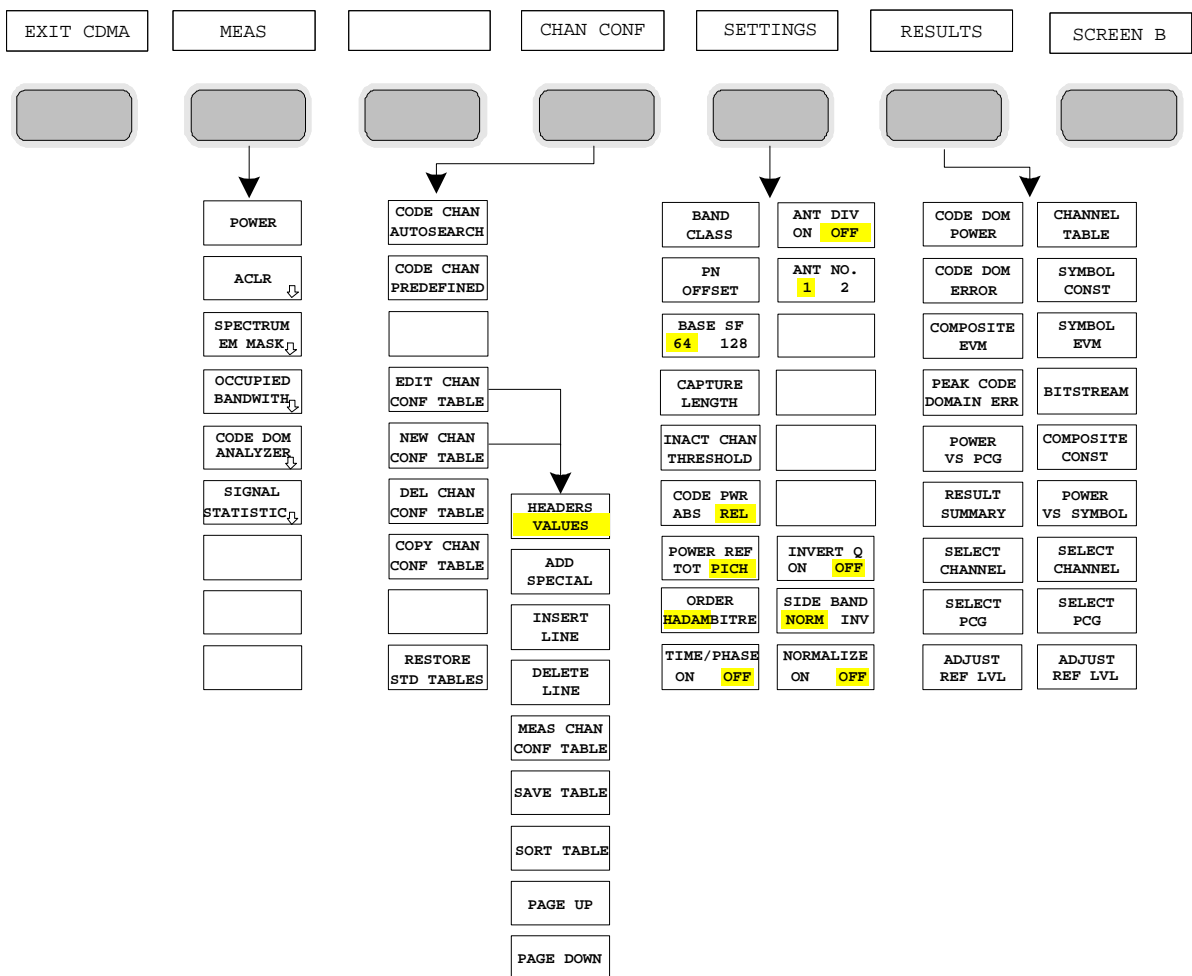 EXIT CDMA
MEAS
CHAN CONF
SETTINGS
RESULTS
SCREEN B
POWER
ACLR
SPECTRUM
EM MASK
OCCUPIED
BANDWITH
CODE DOM
ANALYZER
SIGNAL
STATISTIC
CODE CHAN
AUTOSEARCH
CODE CHAN
PREDEFINED
EDIT CHAN
CONF TABLE
NEW CHAN
CONF TABLE
DEL CHAN
CONF TABLE
COPY CHAN
CONF TABLE
RESTORE
STD TABLES
HEADERS
VALUES
ADD
SPECIAL
INSERT
LINE
DELETE
LINE
MEAS CHAN
CONF TABLE
SAVE TABLE
SORT TABLE
PAGE UP
PAGE DOWN
BAND
CLASS
PN
OFFSET
BASE SF
64 128
CAPTURE
LENGTH
INACT CHAN
THRESHOLD
CODE PWR
ABS REL
POWER REF
TOT PICH
ORDER
HADAMBITRE
TIME/PHASE
ON OFF
ANT DIV
ON OFF
ANT NO.
1 2
INVERT Q
ON OFF
SIDE BAND
NORM INV
NORMALIZE
ON OFF
CODE DOM
POWER
CODE DOM
ERROR
COMPOSITE
EVM
PEAK CODE
DOMAIN ERR
POWER
VS PCG
RESULT
SUMMARY
SELECT
CHANNEL
SELECT
PCG
ADJUST
REF LVL
CHANNEL
TABLE
SYMBOL
CONST
SYMBOL
EVM
BITSTREAM
COMPOSITE
CONST
POWER
VS SYMBOL
SELECT
CHANNEL
SELECT
PCG
ADJUST
REF LVL